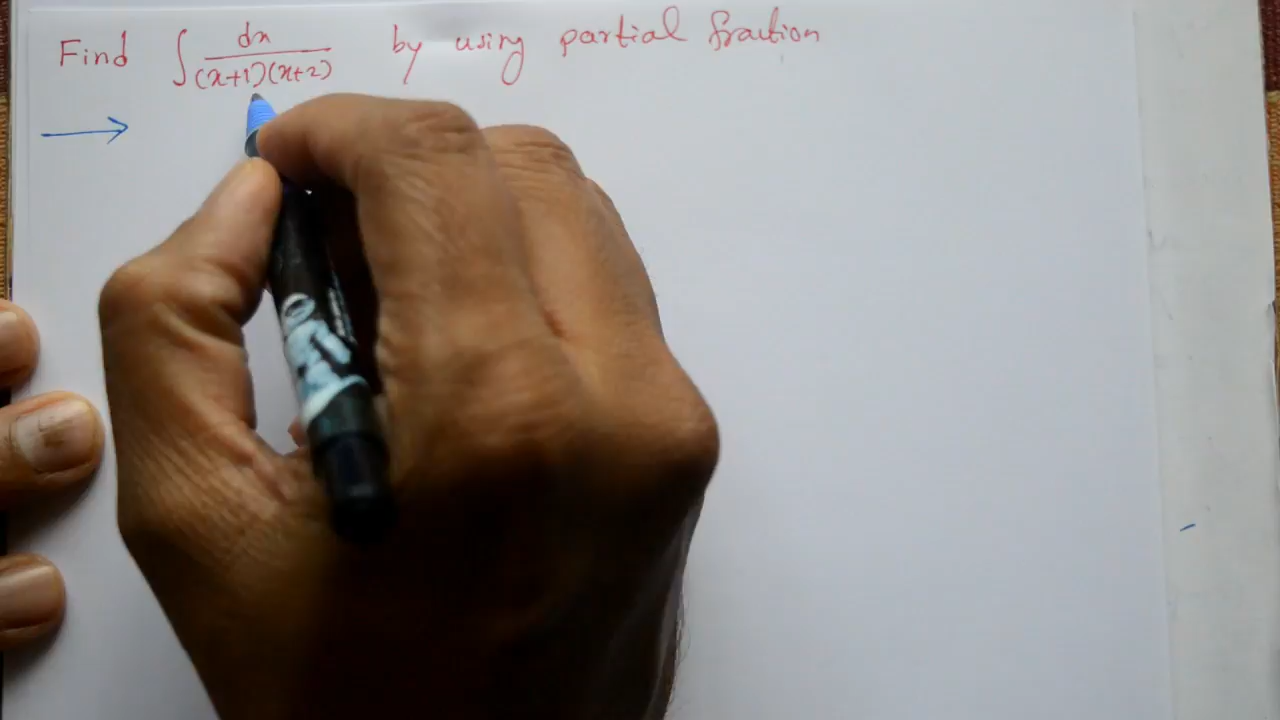 Find ∫ dx/((x+1)(x+2)) by using partial fraction